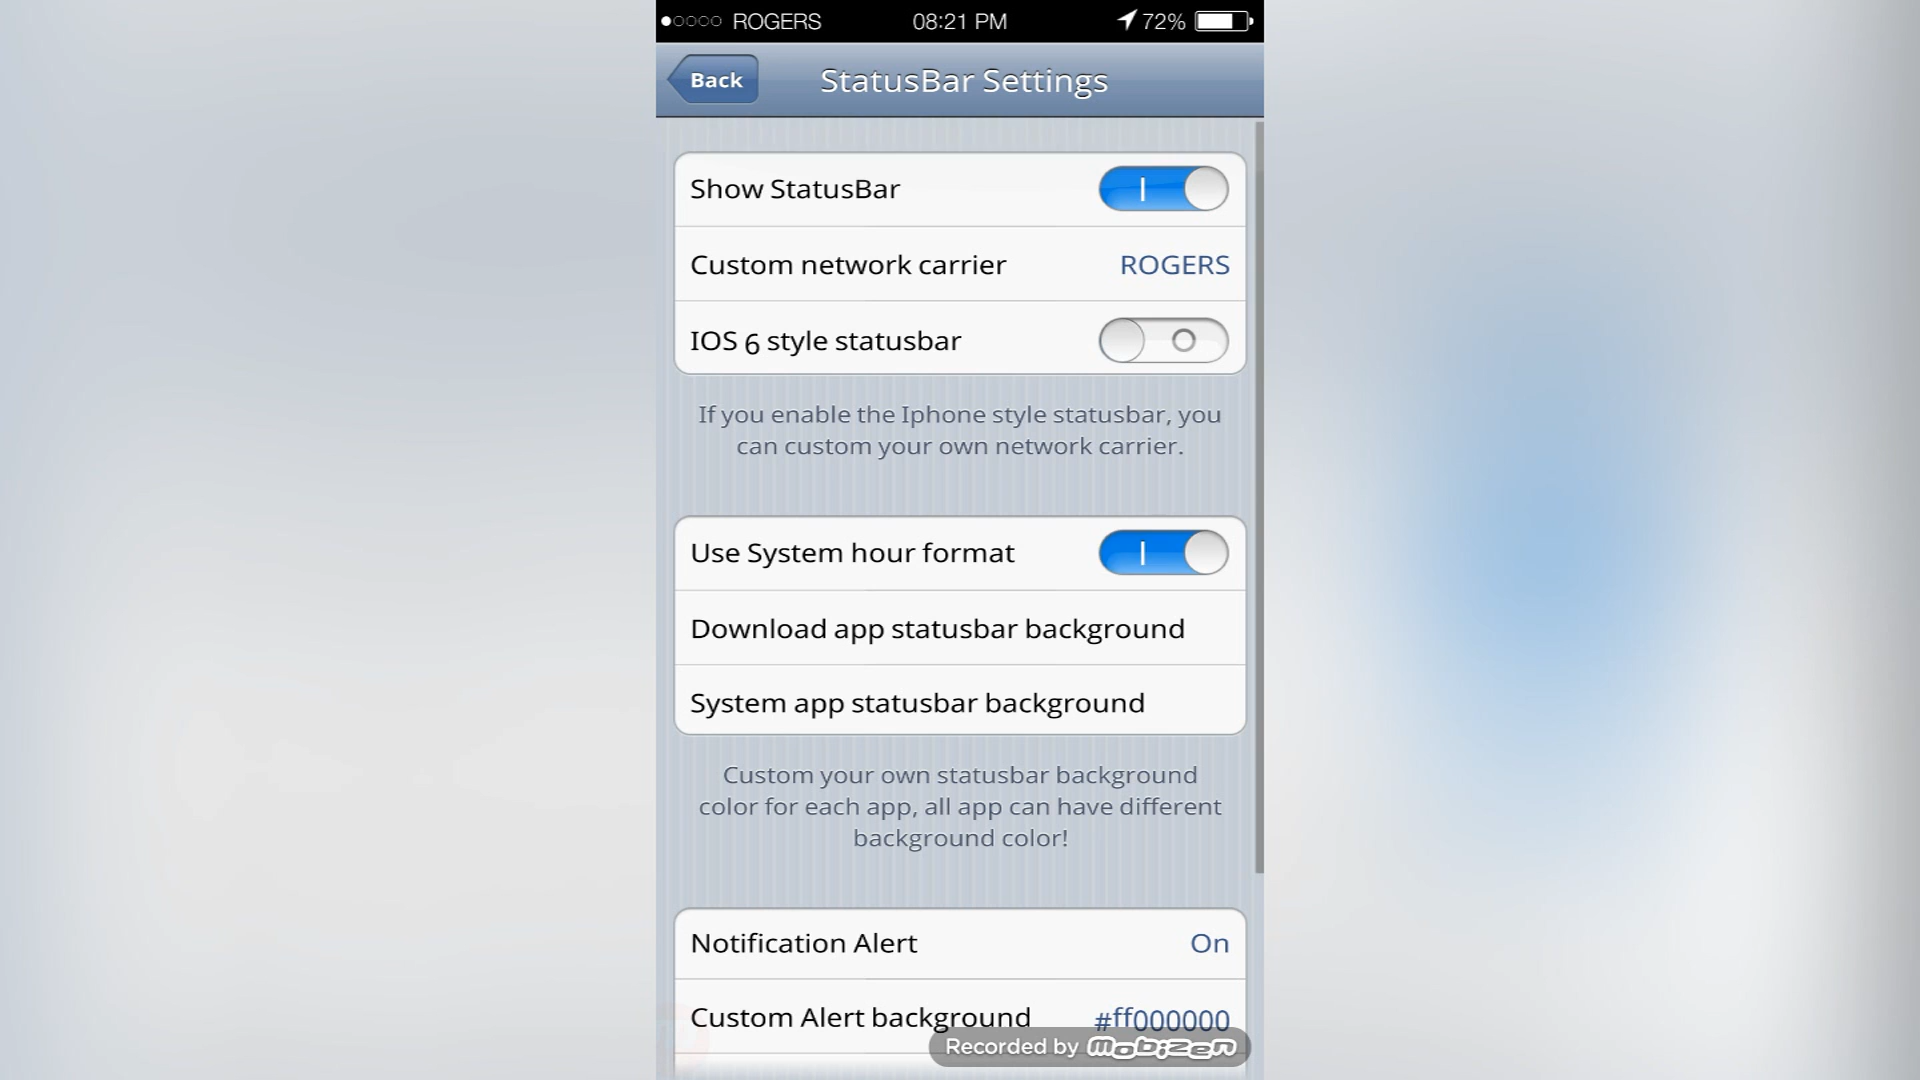 ROGERS 08:21 PM 72%
Back StatusBar Settings
Show StatusBar
Custom network carrier ROGERS
IOS 6 style statusbar
If you enable the Iphone style statusbar, you
can custom your own network carrier.
Use System hour format
Download app statusbar background
System app statusbar background
Custom your own statusbar background
color for each app, all app can have different
background color!
Notification Alert On
Custom Alert background #ff000000
Recorded by mobizen